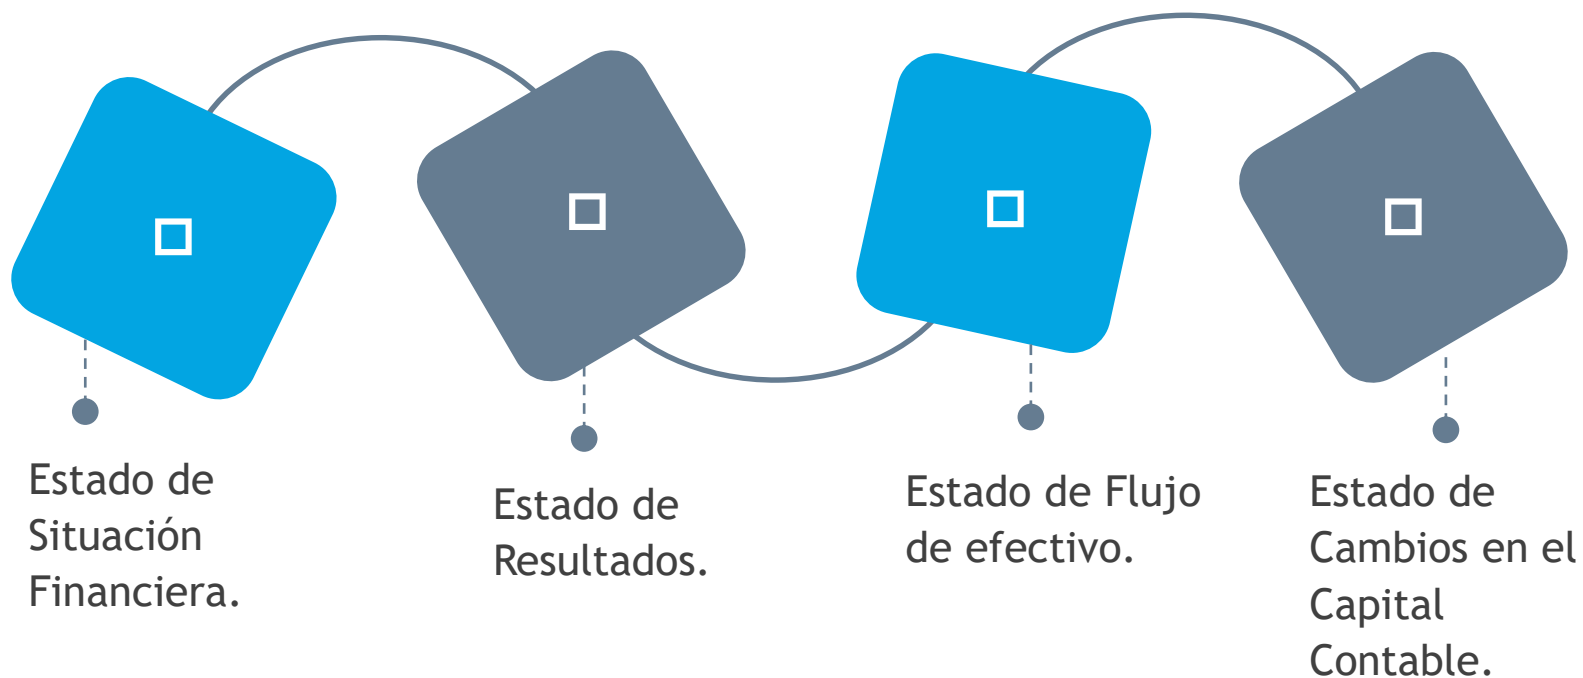 Estado de
Situación
Financiera.
Estado de
Resultados.
Estado de Flujo
de efectivo.
Estado de
Cambios en el
Capital
Contable.